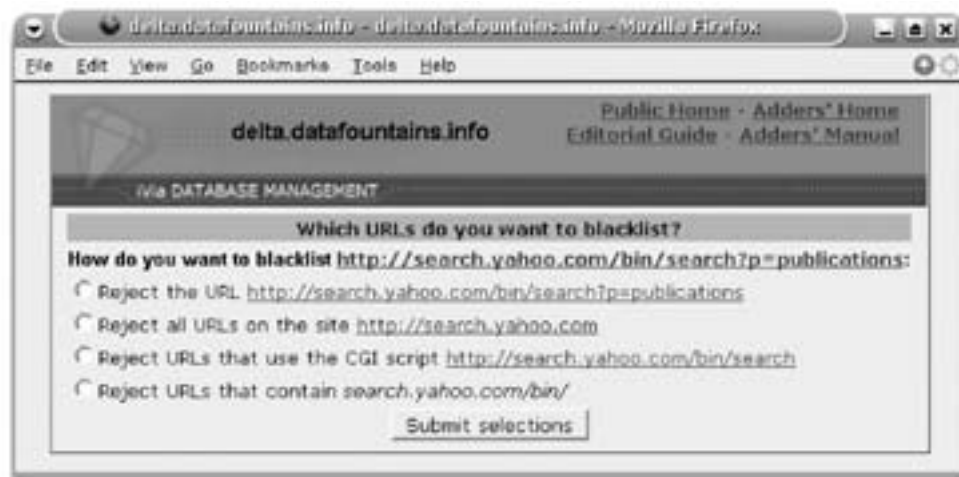 delta.datafountains.info - delta.datafountains.info - Mozilla Firefox
File Edit View Go Bookmarks Tools Help
delta.datafountains.info
Public Home - Adders' Home
Editorial Guide - Adders' Manual
iVia DATABASE MANAGEMENT
Which URLs do you want to blacklist?
How do you want to blacklist http://search.yahoo.com/bin/search?p=publications:
Reject the URL http://search.yahoo.com/bin/search?p=publications
Reject all URLs on the site http://search.yahoo.com
Reject URLs that use the CGI script http://search.yahoo.com/bin/search
Reject URLs that contain search.yahoo.com/bin/
Submit selections